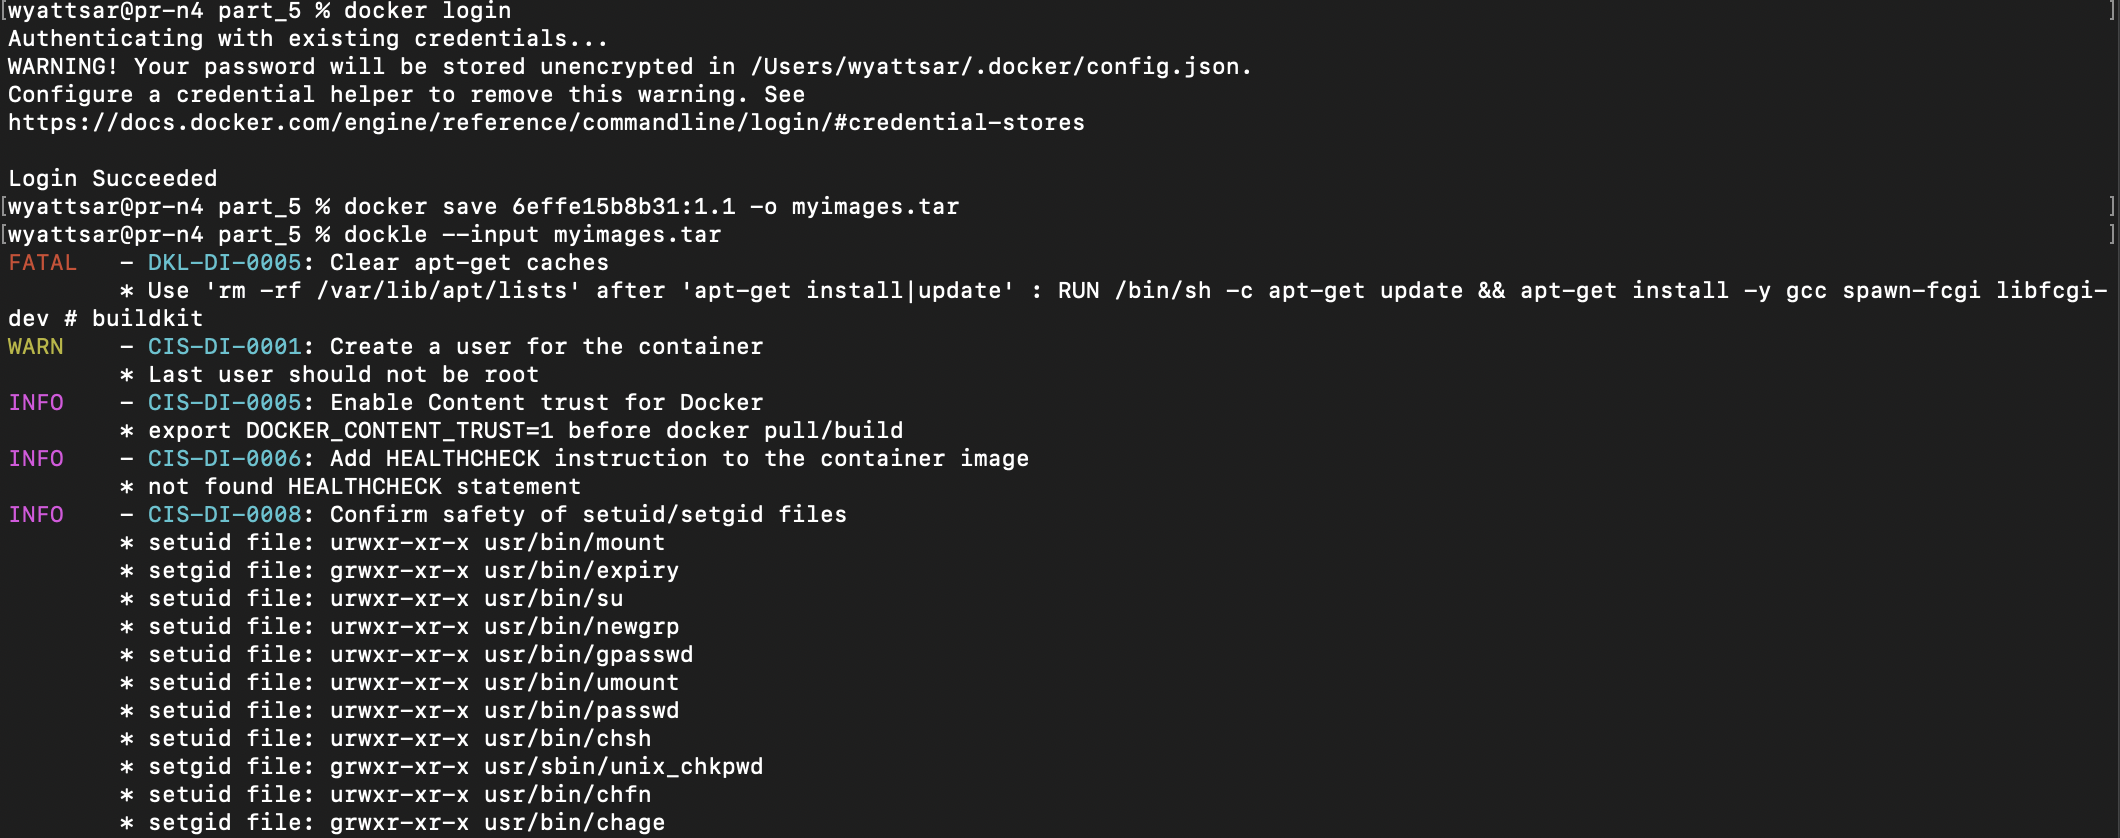 [wyattsar@pr-n4 part_5 % docker login ]
Authenticating with existing credentials...
WARNING! Your password will be stored unencrypted in /Users/wyattsar/.docker/config.json.
Configure a credential helper to remove this warning. See
https://docs.docker.com/engine/reference/commandline/login/#credential-stores

Login Succeeded
[wyattsar@pr-n4 part_5 % docker save 6effe15b8b31:1.1 -o myimages.tar ]
[wyattsar@pr-n4 part_5 % dockle --input myimages.tar ]
FATAL   - DKL-DI-0005: Clear apt-get caches
        * Use 'rm -rf /var/lib/apt/lists' after 'apt-get install|update' : RUN /bin/sh -c apt-get update && apt-get install -y gcc spawn-fcgi libfcgi-
dev # buildkit
WARN    - CIS-DI-0001: Create a user for the container
        * Last user should not be root
INFO    - CIS-DI-0005: Enable Content trust for Docker
        * export DOCKER_CONTENT_TRUST=1 before docker pull/build
INFO    - CIS-DI-0006: Add HEALTHCHECK instruction to the container image
        * not found HEALTHCHECK statement
INFO    - CIS-DI-0008: Confirm safety of setuid/setgid files
        * setuid file: urwxr-xr-x usr/bin/mount
        * setgid file: grwxr-xr-x usr/bin/expiry
        * setuid file: urwxr-xr-x usr/bin/su
        * setuid file: urwxr-xr-x usr/bin/newgrp
        * setuid file: urwxr-xr-x usr/bin/gpasswd
        * setuid file: urwxr-xr-x usr/bin/umount
        * setuid file: urwxr-xr-x usr/bin/passwd
        * setuid file: urwxr-xr-x usr/bin/chsh
        * setgid file: grwxr-xr-x usr/sbin/unix_chkpwd
        * setuid file: urwxr-xr-x usr/bin/chfn
        * setgid file: grwxr-xr-x usr/bin/chage